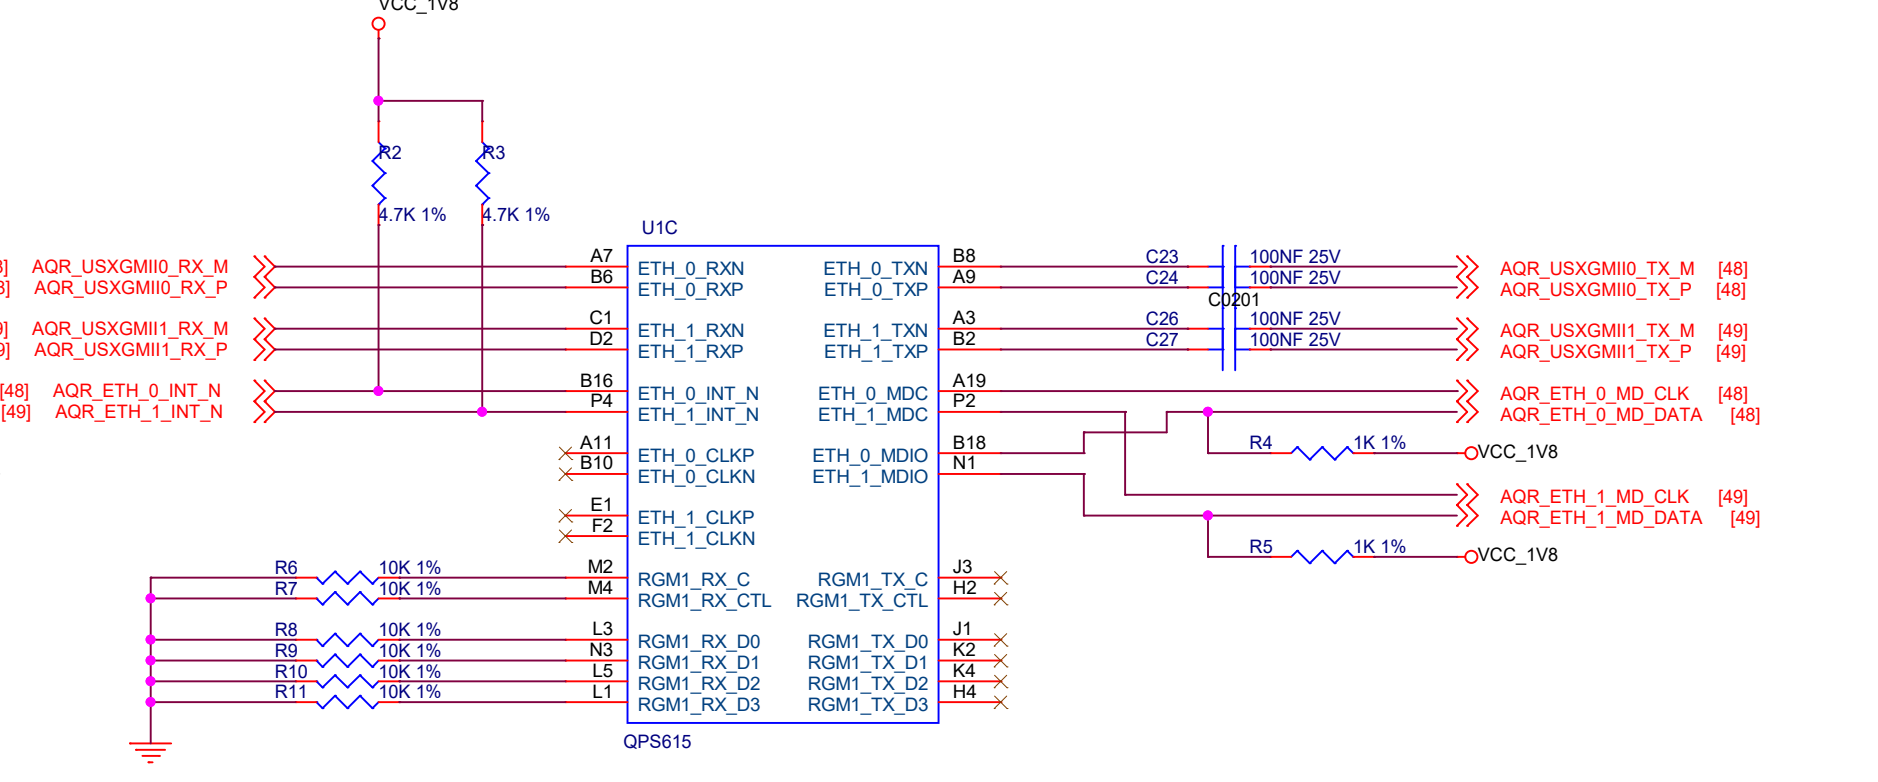 VCC_1V8
R2
R3
4.7K 1%
4.7K 1%
U1C
8] AQR_USXGMII0_RX_M
A7
ETH_0_RXN
ETH_0_TXN
B8
C23
100NF 25V
AQR_USXGMII0_TX_M [48]
8] AQR_USXGMII0_RX_P
B6
ETH_0_RXP
ETH_0_TXP
A9
C24
100NF 25V
AQR_USXGMII0_TX_P [48]
C0201
9] AQR_USXGMII1_RX_M
C1
ETH_1_RXN
ETH_1_TXN
A3
C26
100NF 25V
AQR_USXGMII1_TX_M [49]
9] AQR_USXGMII1_RX_P
D2
ETH_1_RXP
ETH_1_TXP
B2
C27
100NF 25V
AQR_USXGMII1_TX_P [49]
[48] AQR_ETH_0_INT_N
B16
ETH_0_INT_N
ETH_0_MDC
A19
AQR_ETH_0_MD_CLK [48]
[49] AQR_ETH_1_INT_N
P4
ETH_1_INT_N
ETH_1_MDC
P2
AQR_ETH_0_MD_DATA [48]
A11
ETH_0_CLKP
ETH_0_MDIO
B18
R4
1K 1%
VCC_1V8
B10
ETH_0_CLKN
ETH_1_MDIO
N1
AQR_ETH_1_MD_CLK [49]
E1
ETH_1_CLKP
AQR_ETH_1_MD_DATA [49]
F2
ETH_1_CLKN
R5
1K 1%
VCC_1V8
R6
10K 1%
M2
RGM1_RX_C
RGM1_TX_C
J3
R7
10K 1%
M4
RGM1_RX_CTL
RGM1_TX_CTL
H2
R8
10K 1%
L3
RGM1_RX_D0
RGM1_TX_D0
J1
R9
10K 1%
N3
RGM1_RX_D1
RGM1_TX_D1
K2
R10
10K 1%
L5
RGM1_RX_D2
RGM1_TX_D2
K4
R11
10K 1%
L1
RGM1_RX_D3
RGM1_TX_D3
H4
QPS615